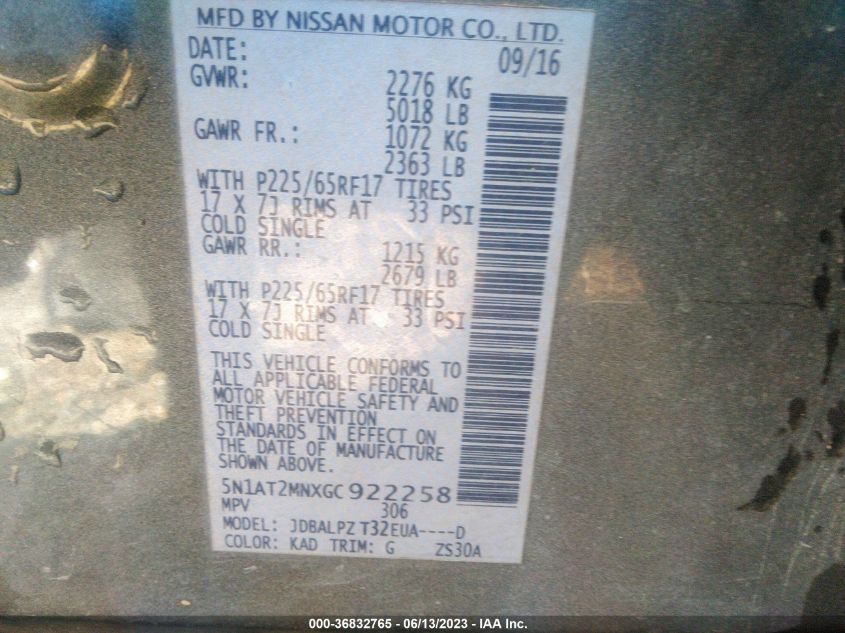 MFD BY NISSAN MOTOR CO., LTD.
DATE: 09/16
GVWR: 2276 KG
5018 LB
GAWR FR.: 1072 KG
2363 LB
WITH P225/65RF17 TIRES
17 X 7J RIMS AT 33 PSI
COLD SINGLE
GAWR RR.: 1215 KG
2679 LB
WITH P225/65RF17 TIRES
17 X 7J RIMS AT 33 PSI
COLD SINGLE
THIS VEHICLE CONFORMS TO
ALL APPLICABLE FEDERAL
MOTOR VEHICLE SAFETY AND
THEFT PREVENTION
STANDARDS IN EFFECT ON
THE DATE OF MANUFACTURE
SHOWN ABOVE.
5N1AT2MNXGC922258
MPV 306
MODEL: JDBALPZ T32EUA----D
COLOR: KAD TRIM: G ZS30A
000-36832765 - 06/13/2023 - IAA Inc.